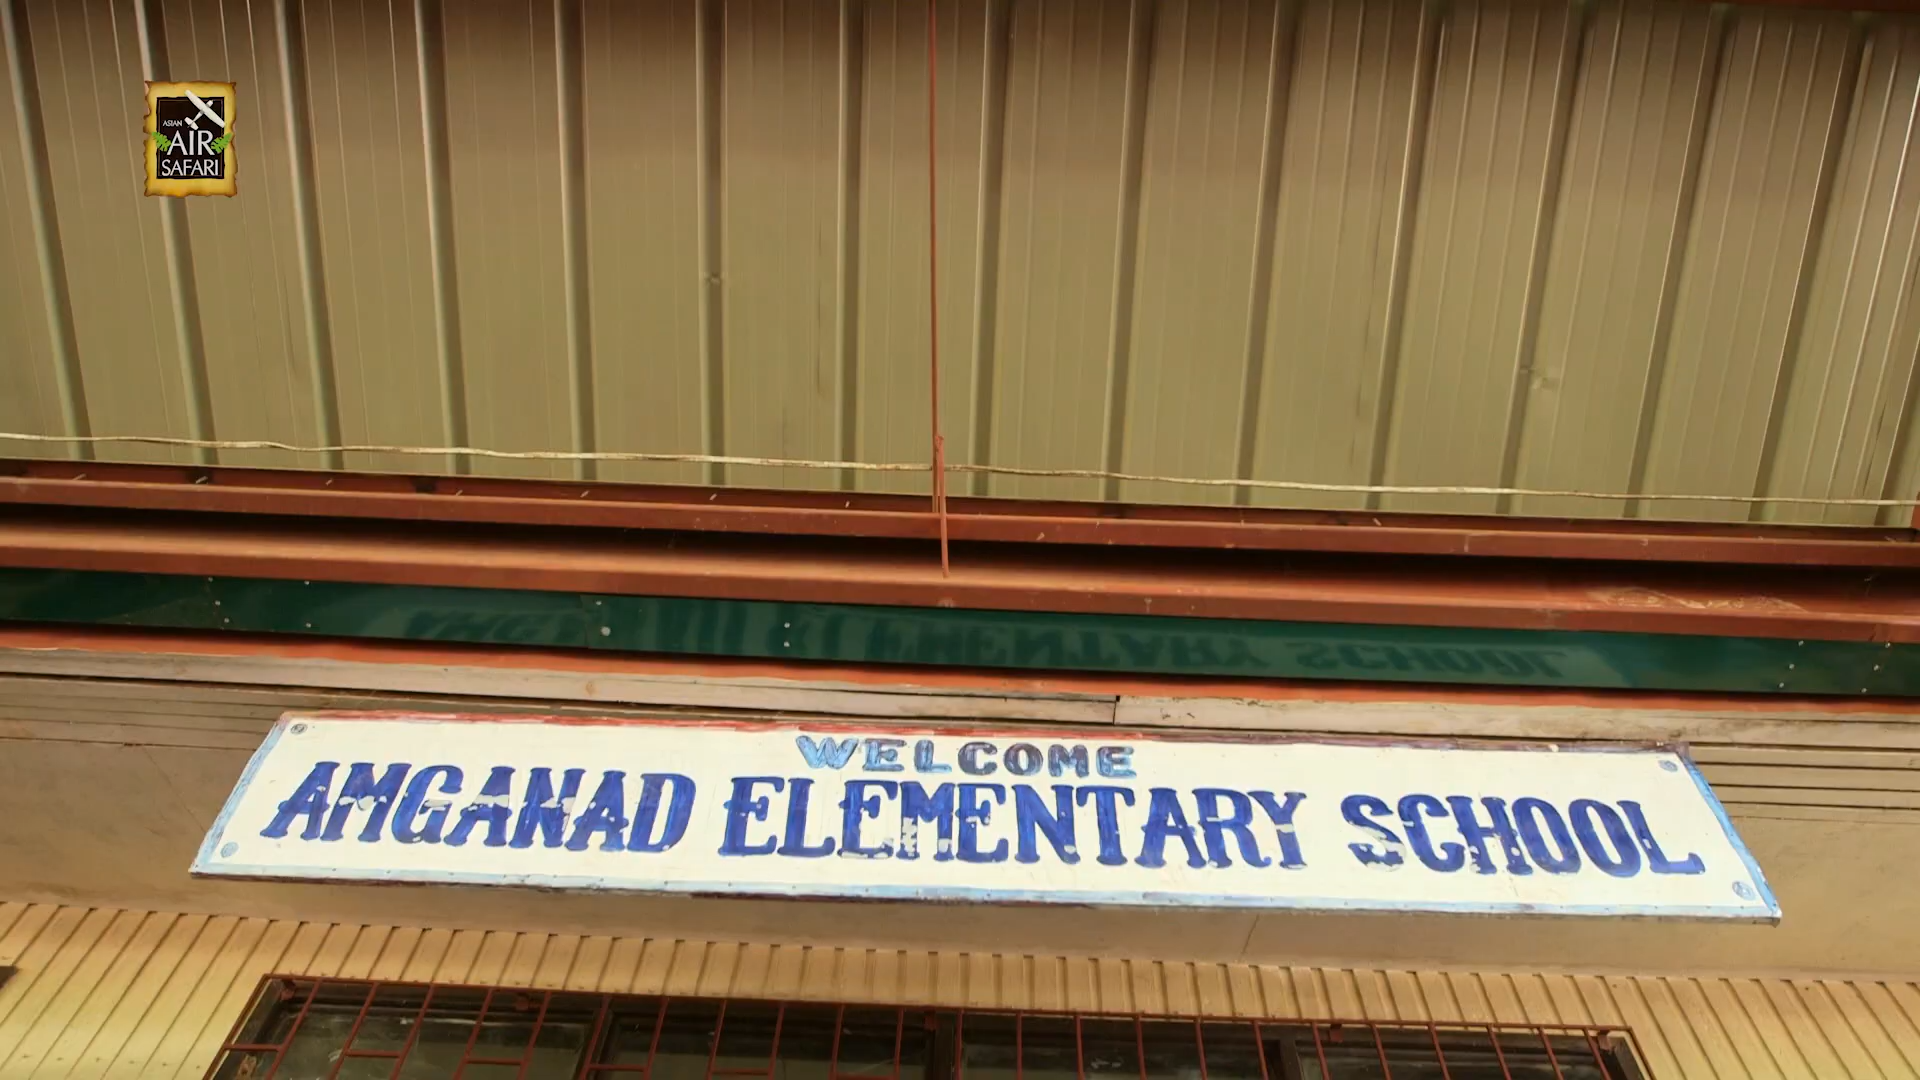 ASIAN
AIR
SAFARI
WELCOME
AMGANAD ELEMENTARY SCHOOL